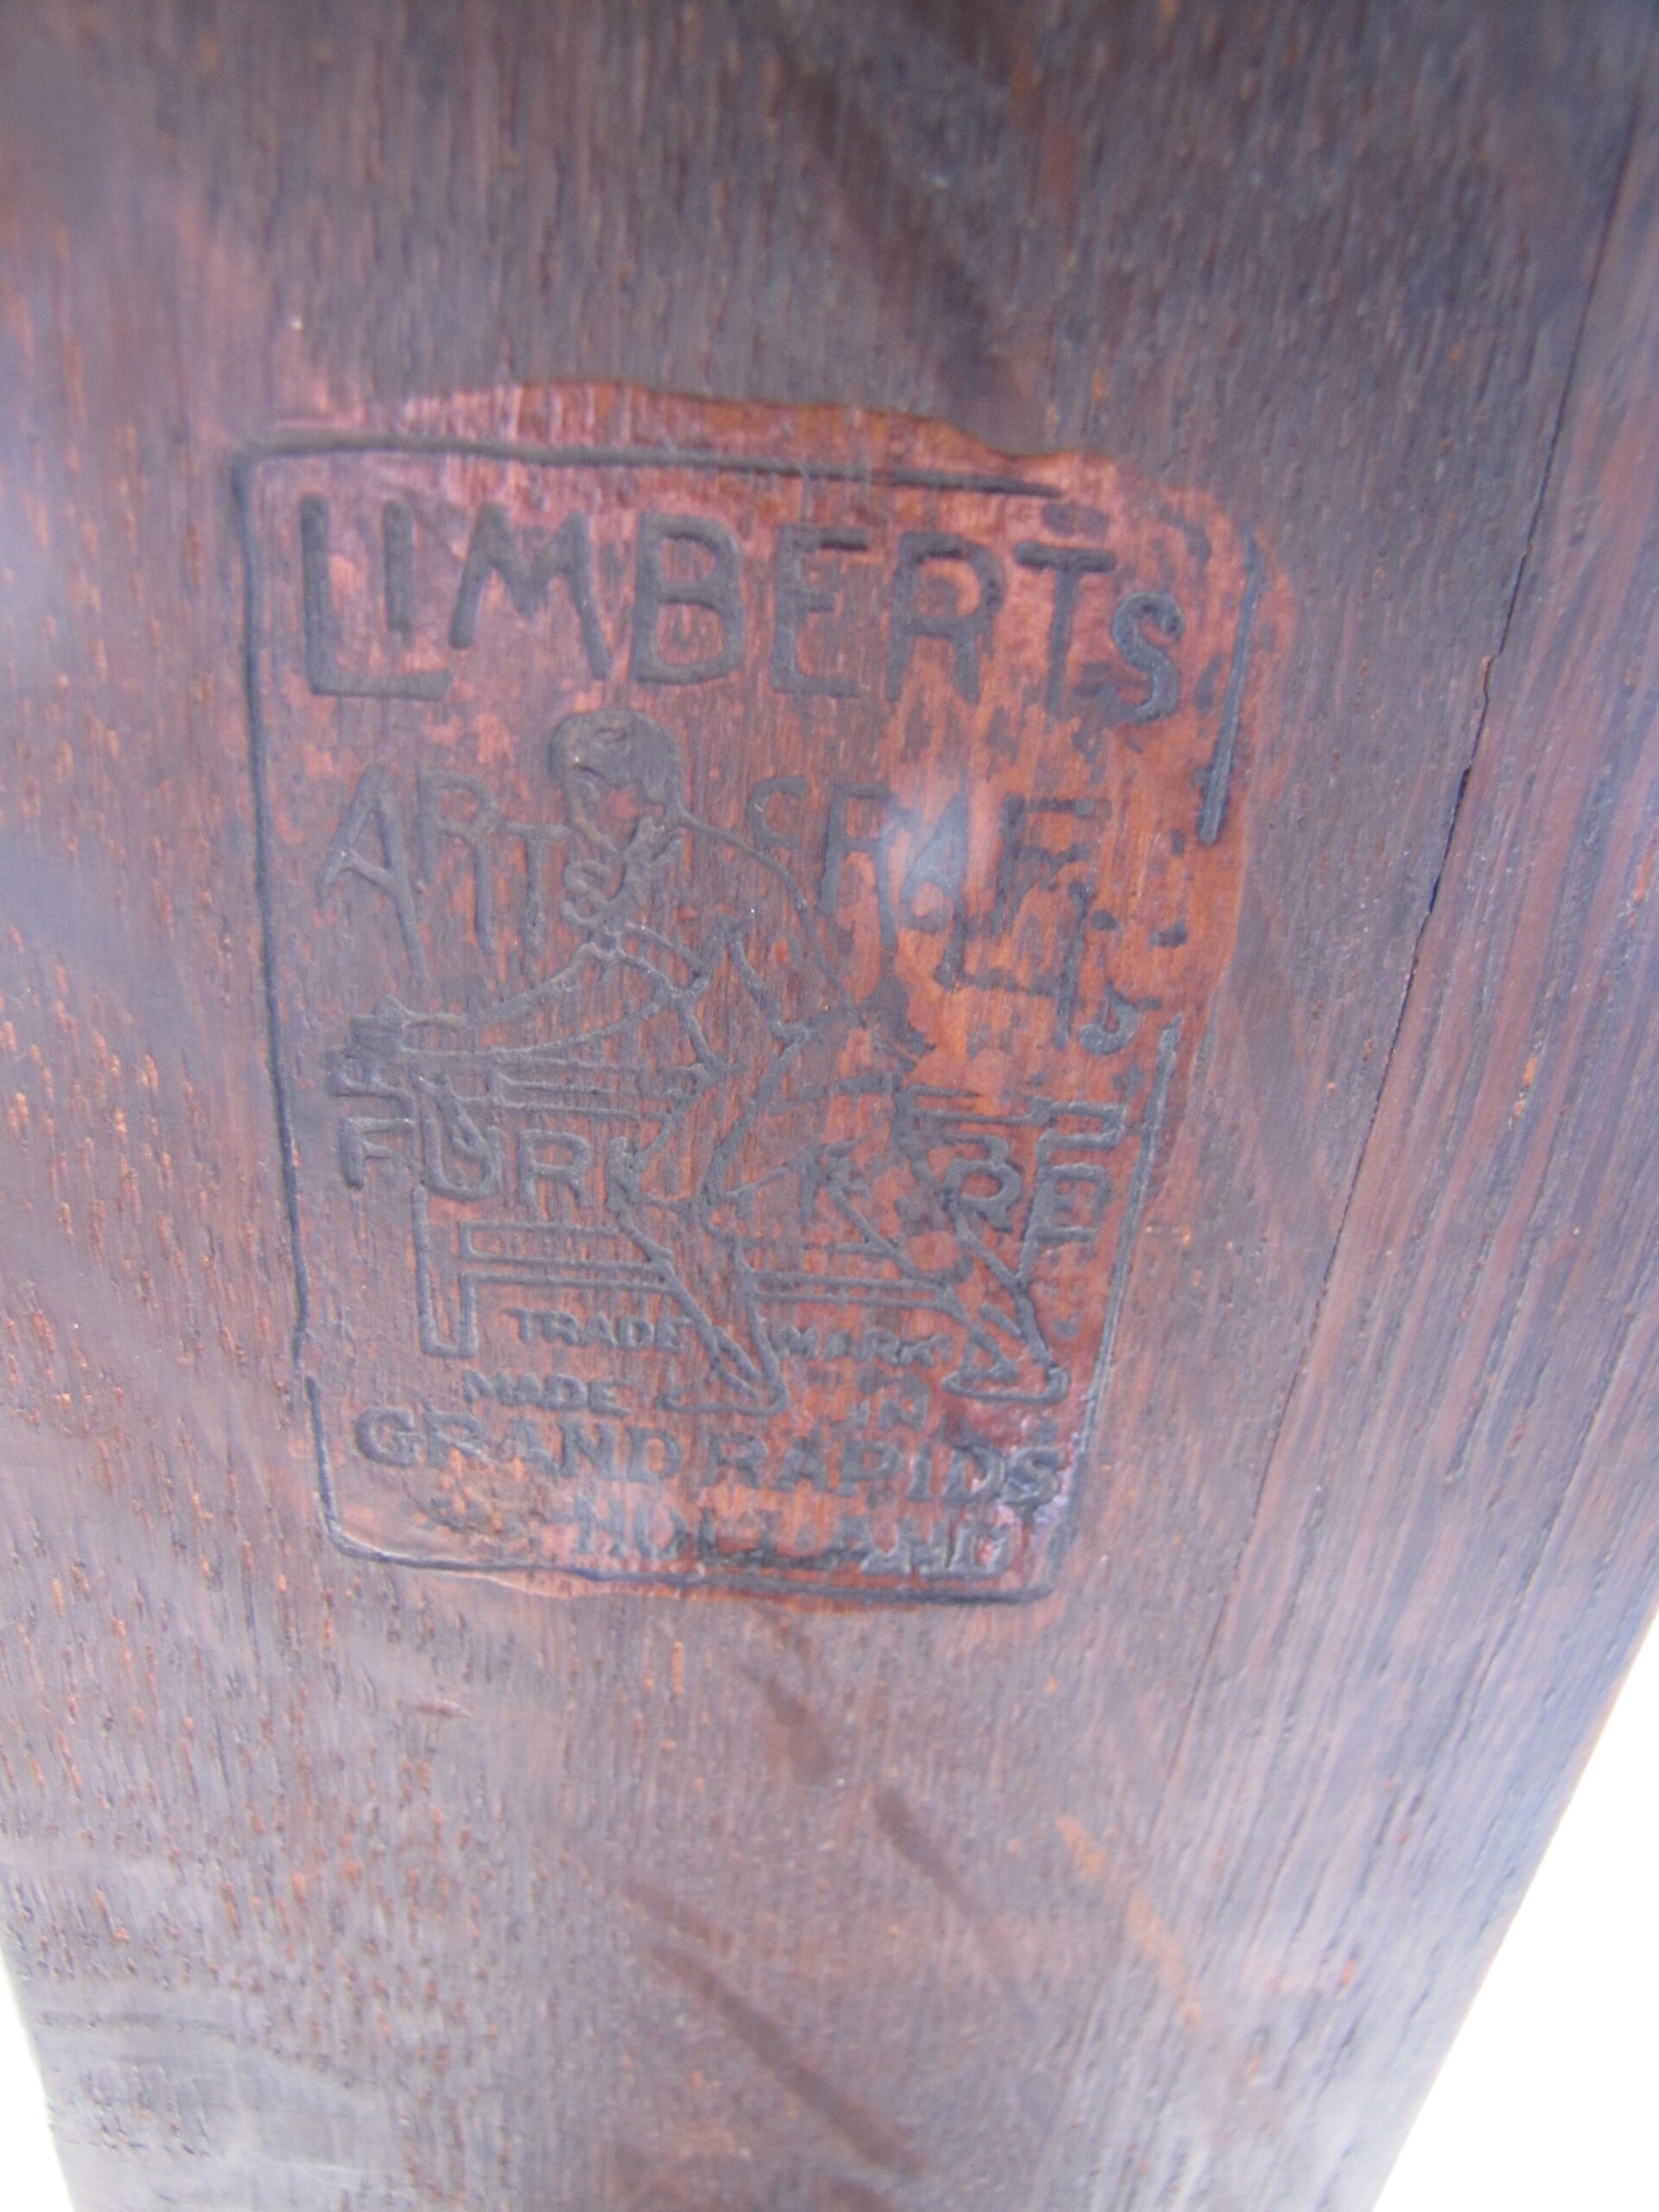 LIMBERTS
ARTS CRAFTS
FURNITURE
TRADE MARK
MADE IN
GRAND RAPIDS
HOLLAND